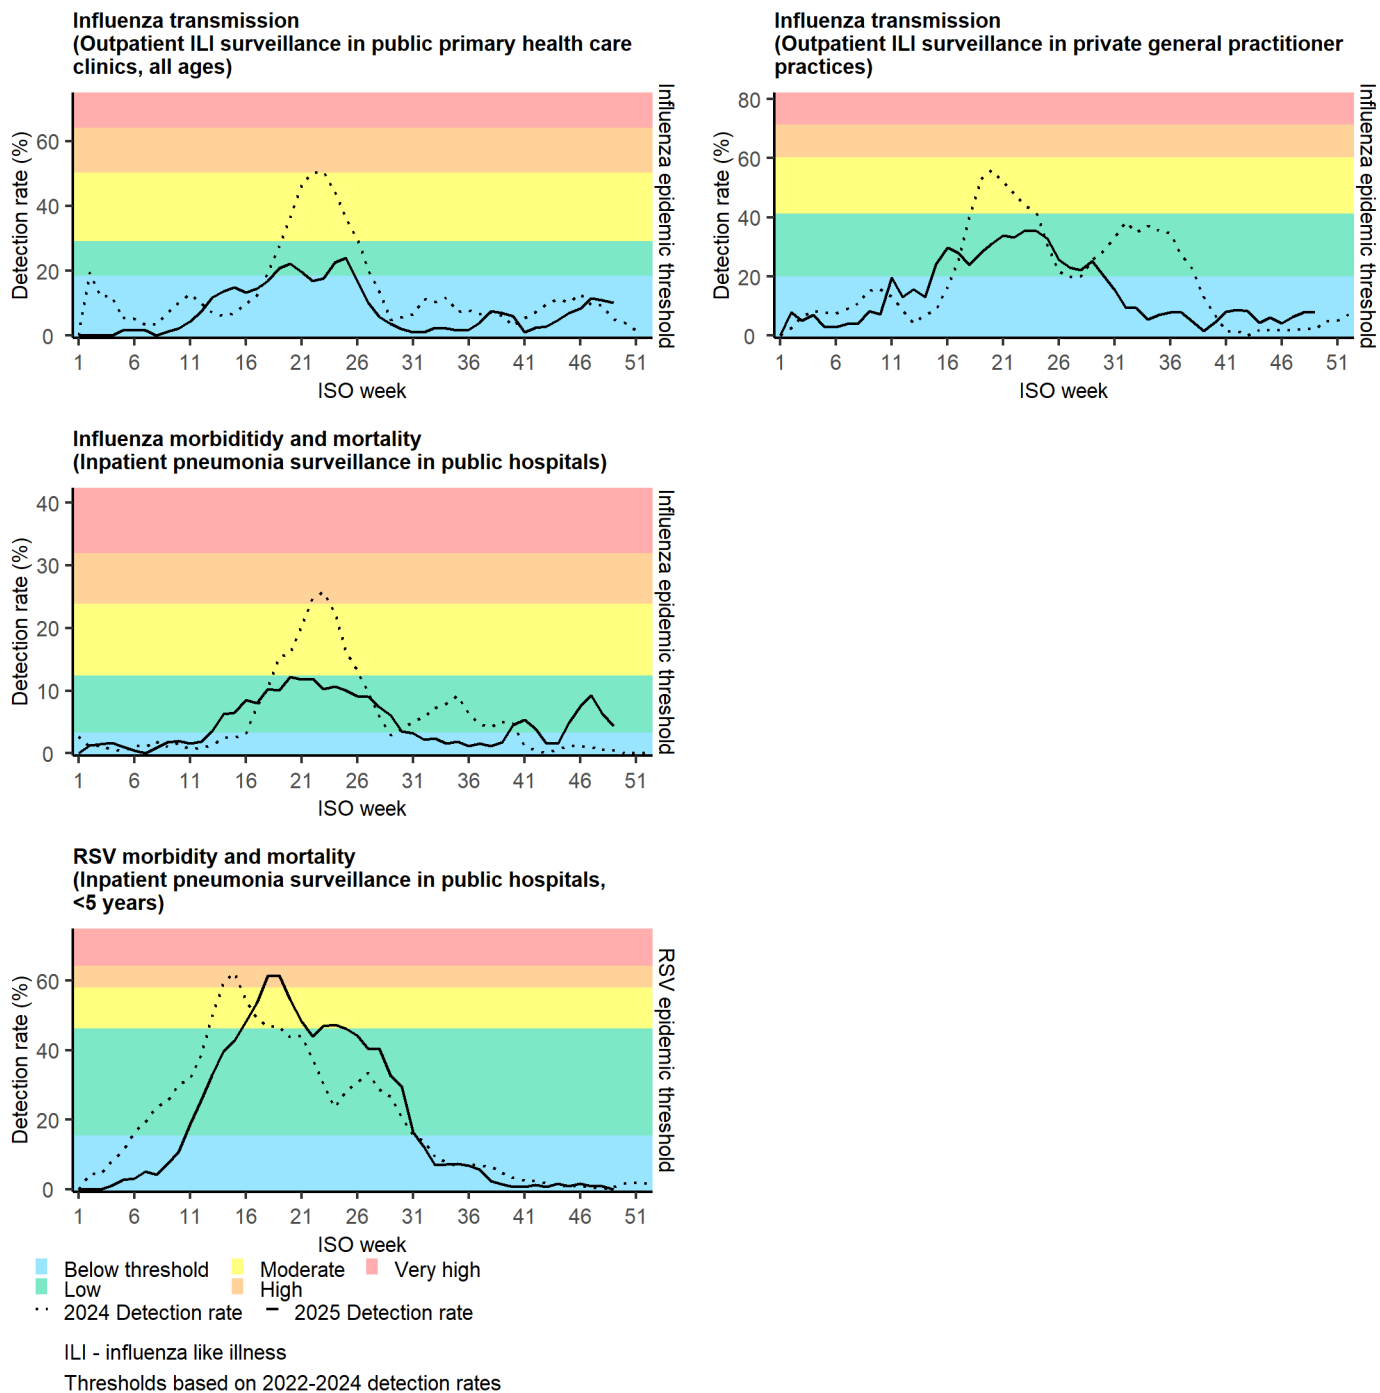 Influenza transmission
(Outpatient ILI surveillance in public primary health care
clinics, all ages)
Detection rate (%)
60
40
20
0
1 6 11 16 21 26 31 36 41 46 51
ISO week
Influenza epidemic threshold
Influenza transmission
(Outpatient ILI surveillance in private general practitioner
practices)
Detection rate (%)
80
60
40
20
0
1 6 11 16 21 26 31 36 41 46 51
ISO week
Influenza epidemic threshold
Influenza morbiditidy and mortality
(Inpatient pneumonia surveillance in public hospitals)
Detection rate (%)
40
30
20
10
0
1 6 11 16 21 26 31 36 41 46 51
ISO week
Influenza epidemic threshold
RSV morbidity and mortality
(Inpatient pneumonia surveillance in public hospitals,
<5 years)
Detection rate (%)
60
40
20
0
1 6 11 16 21 26 31 36 41 46 51
ISO week
RSV epidemic threshold
Below threshold Moderate Very high
Low High
2024 Detection rate 2025 Detection rate
ILI - influenza like illness
Thresholds based on 2022-2024 detection rates